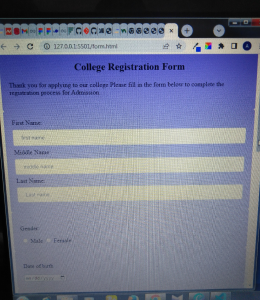 127.0.0.1:5501/form.html
College Registration Form
Thank you for applying to our college.Please fill in the form below to complete the
registration process for Admission
First Name:
first name
Middle Name
middle name
Last Name:
Last name
Gender:
Male Female
Date of birth: